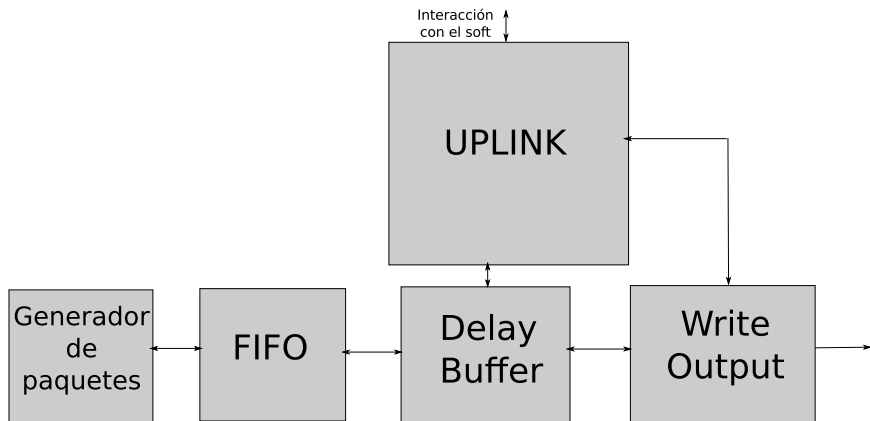 Interacción
con el soft
UPLINK
Generador
de
paquetes
FIFO
Delay
Buffer
Write
Output